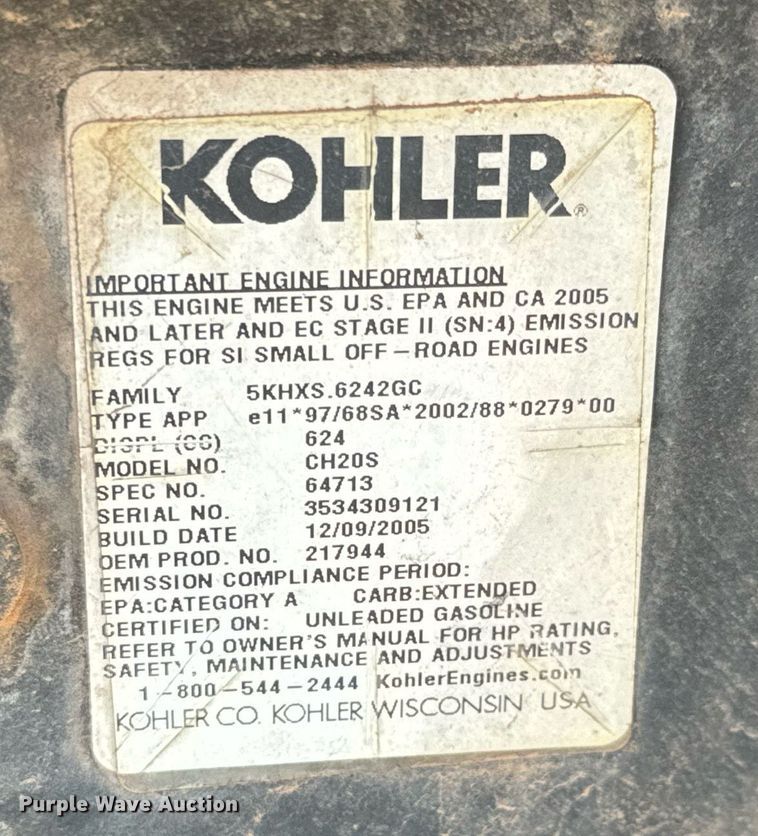 KOHLER®
IMPORTANT ENGINE INFORMATION
THIS ENGINE MEETS U.S. EPA AND CA 2005
AND LATER AND EC STAGE II (SN:4) EMISSION
REGS FOR SI SMALL OFF-ROAD ENGINES
FAMILY 5KHXS.6242GC
TYPE APP e11*97/68SA*2002/88*0279*00
DISPL (CC) 624
MODEL NO. CH20S
SPEC NO. 64713
SERIAL NO. 3534309121
BUILD DATE 12/09/2005
OEM PROD. NO. 217944
EMISSION COMPLIANCE PERIOD:
EPA:CATEGORY A CARB:EXTENDED
CERTIFIED ON: UNLEADED GASOLINE
REFER TO OWNER'S MANUAL FOR HP RATING,
SAFETY, MAINTENANCE AND ADJUSTMENTS
1-800-544-2444 KohlerEngines.com
KOHLER CO. KOHLER WISCONSIN USA
Purple Wave Auction